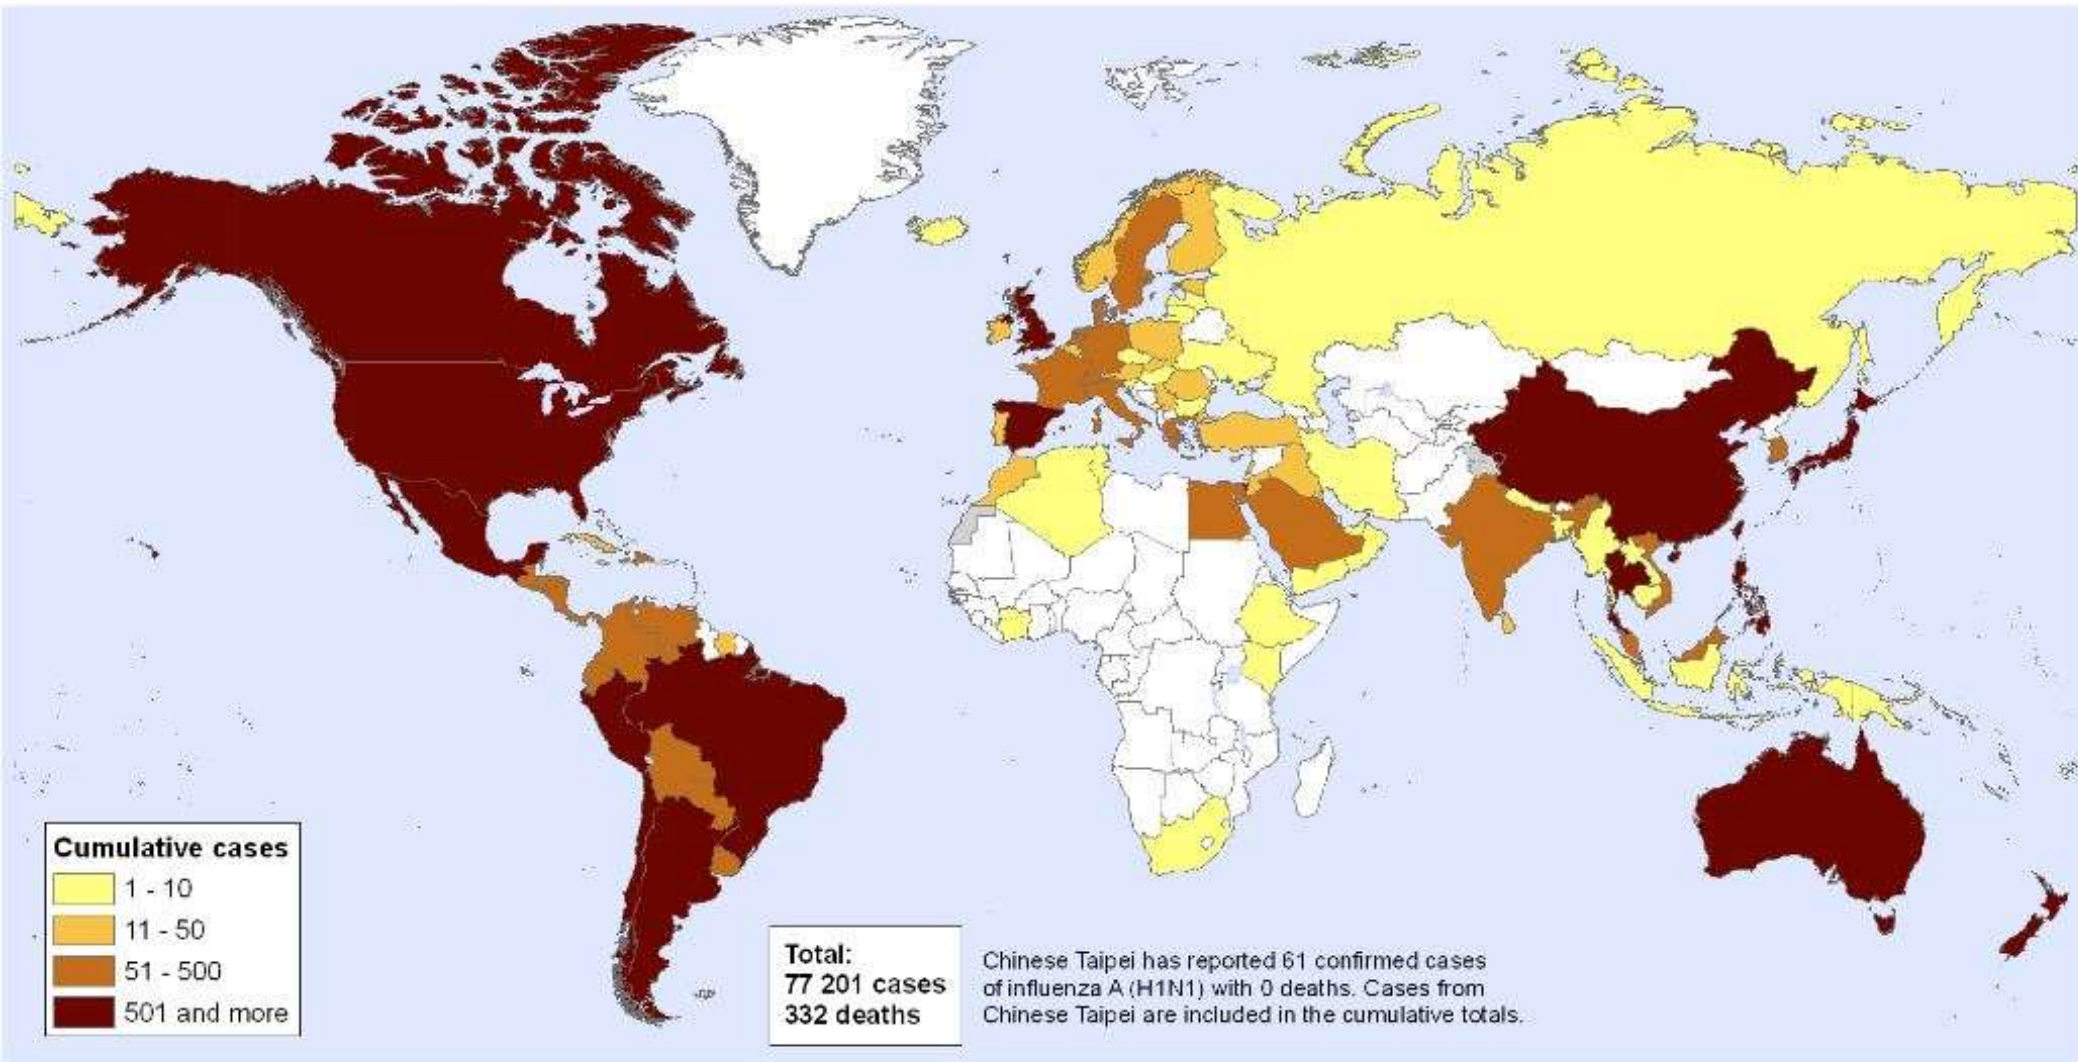 Cumulative cases
1 - 10
11 - 50
51 - 500
501 and more
Total:
77 201 cases
332 deaths
Chinese Taipei has reported 61 confirmed cases
of influenza A (H1N1) with 0 deaths. Cases from
Chinese Taipei are included in the cumulative totals.